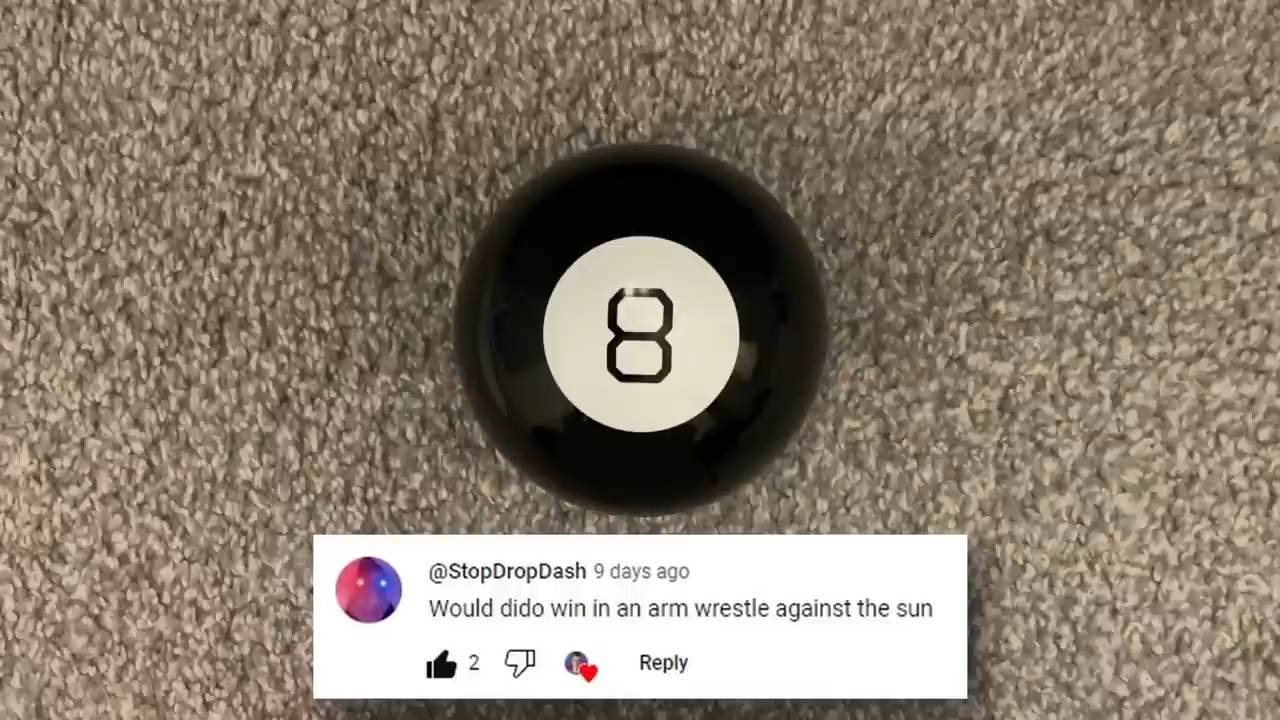 8
@StopDropDash 9 days ago
Would dido win in an arm wrestle against the sun
2
Reply